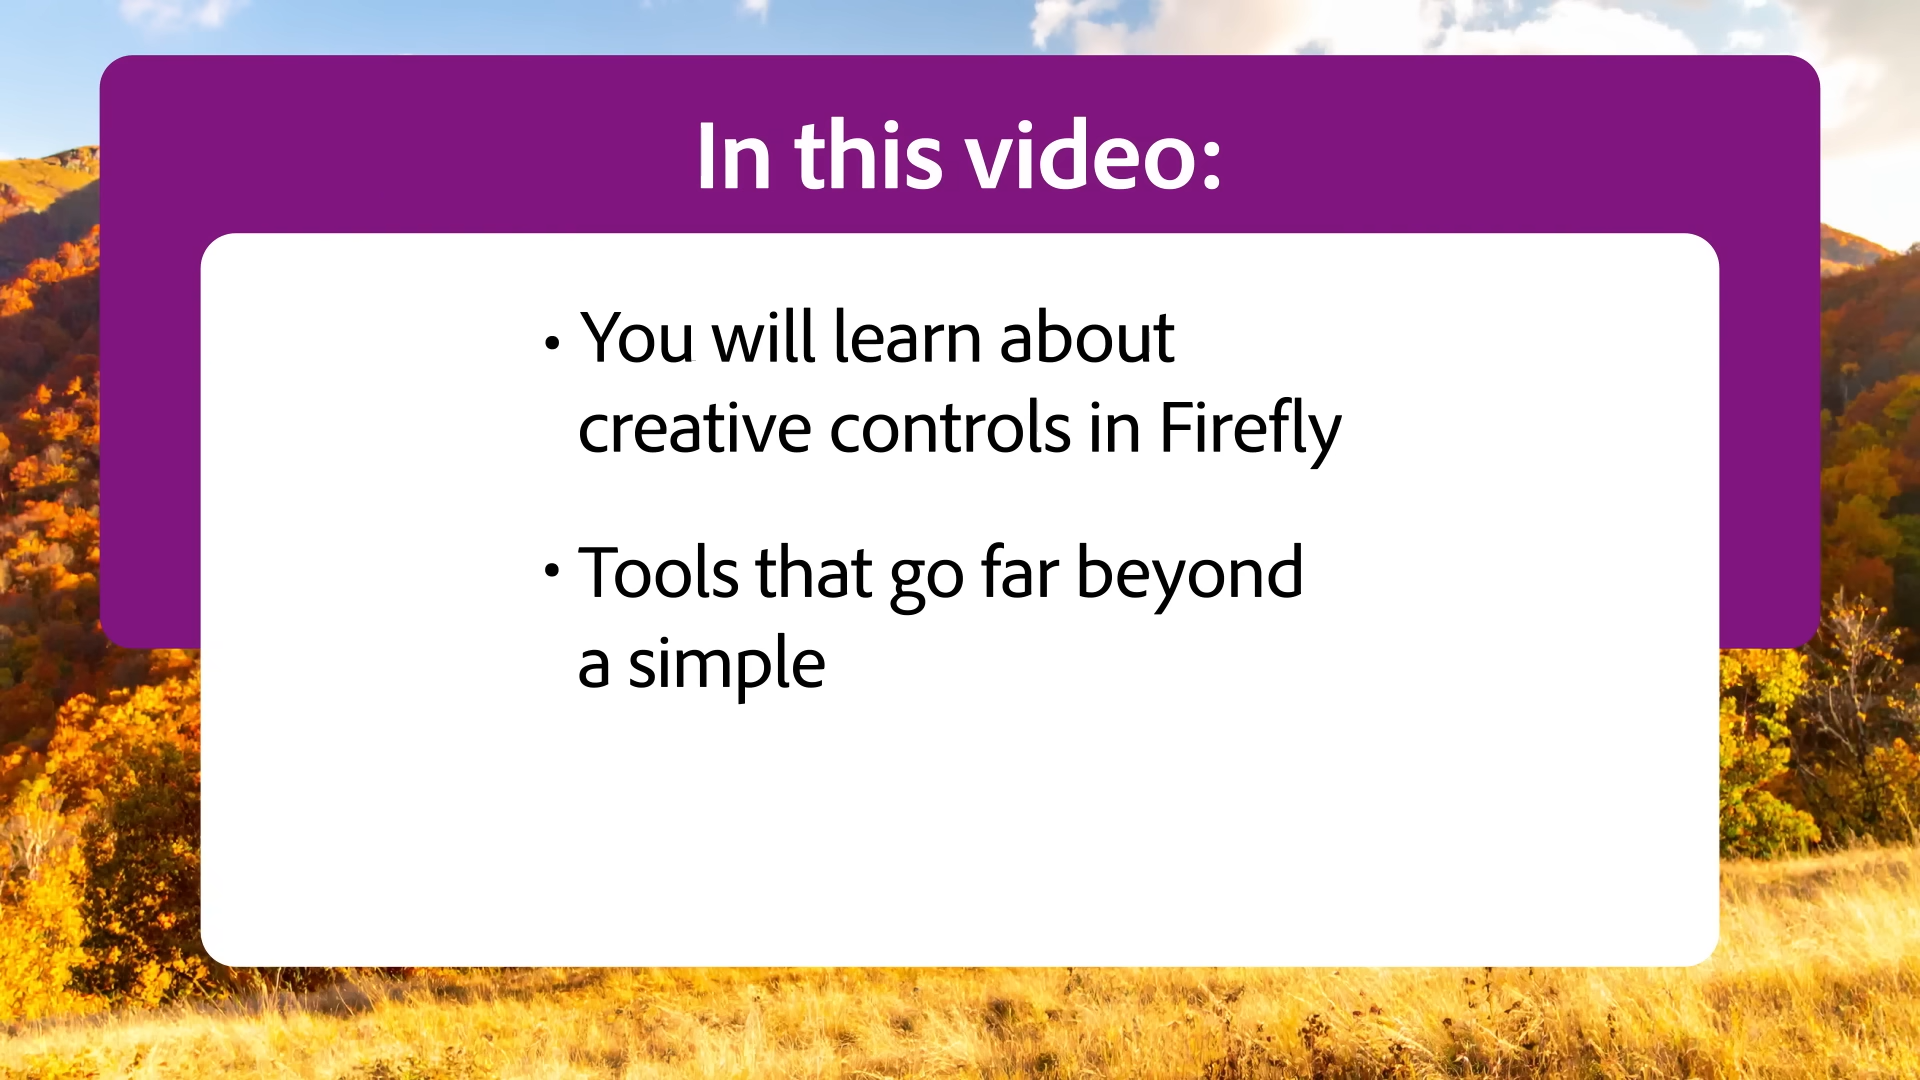 In this video:
• You will learn about
creative controls in Firefly
• Tools that go far beyond
a simple